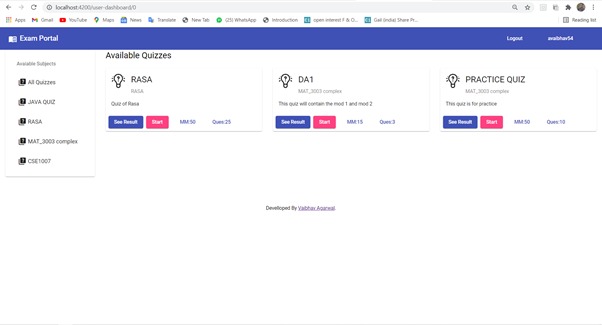 localhost:4200/user-dashboard/0
Apps Gmail YouTube Maps News Translate New Tab (25) WhatsApp Introduction open interest F & O... Gail (India) Share Pr... Reading list
Exam Portal Logout avaibhav54
Available Subjects
All Quizzes
JAVA QUIZ
RASA
MAT_3003 complex
CSE1007
Available Quizzes
RASA
RASA
Quiz of Rasa
See Result Start MM:50 Ques:25
DA1
MAT_3003 complex
This quiz will contain the mod 1 and mod 2
See Result Start MM:15 Ques:3
PRACTICE QUIZ
MAT_3003 complex
This quiz is for practice
See Result Start MM:50 Ques:10
Developed By Vaibhav Agarwal.